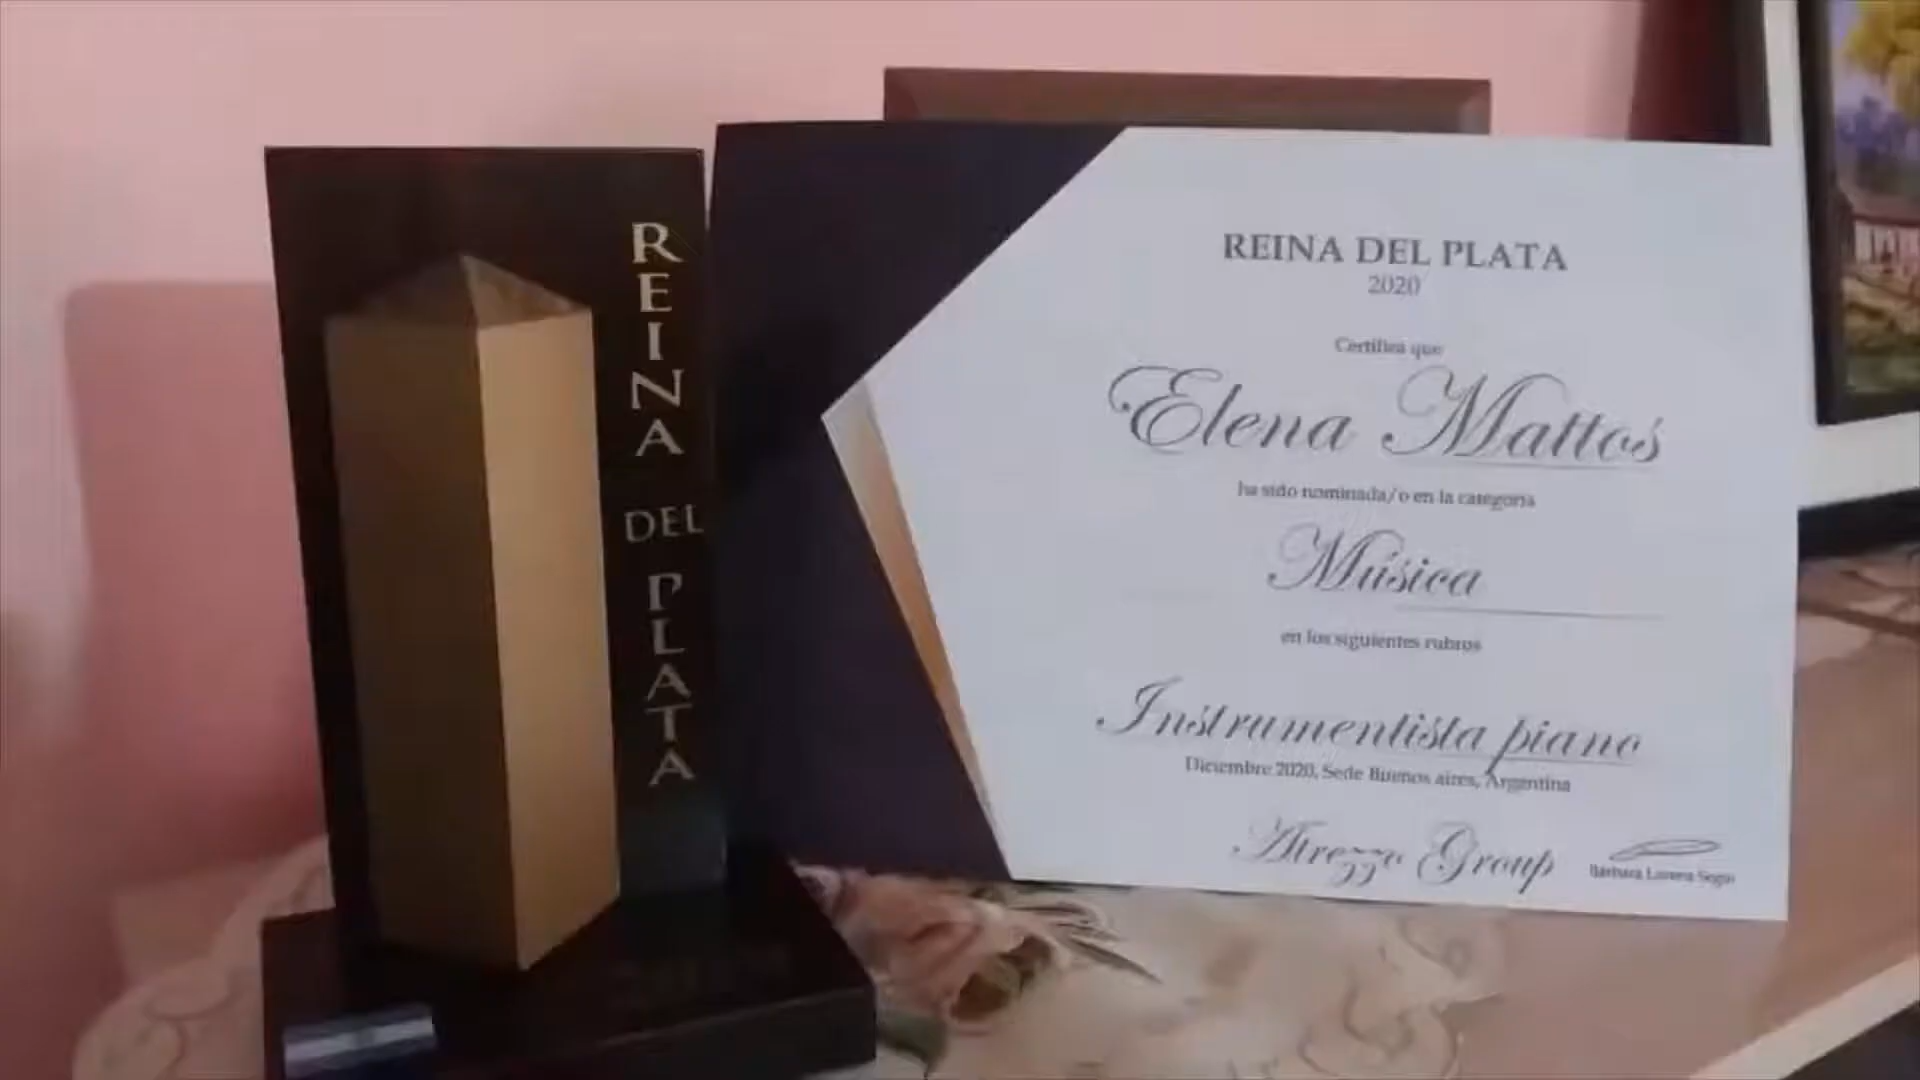 REINA
DEL
PLATA
REINA DEL PLATA
2020
Certifica que
Elena Mattos
ha sido nominada/o en la categoria
Música
en los siguientes rubros
Instrumentista piano
Diciembre 2020, Sede Buenos aires, Argentina
Atrezzo Group
Barbara